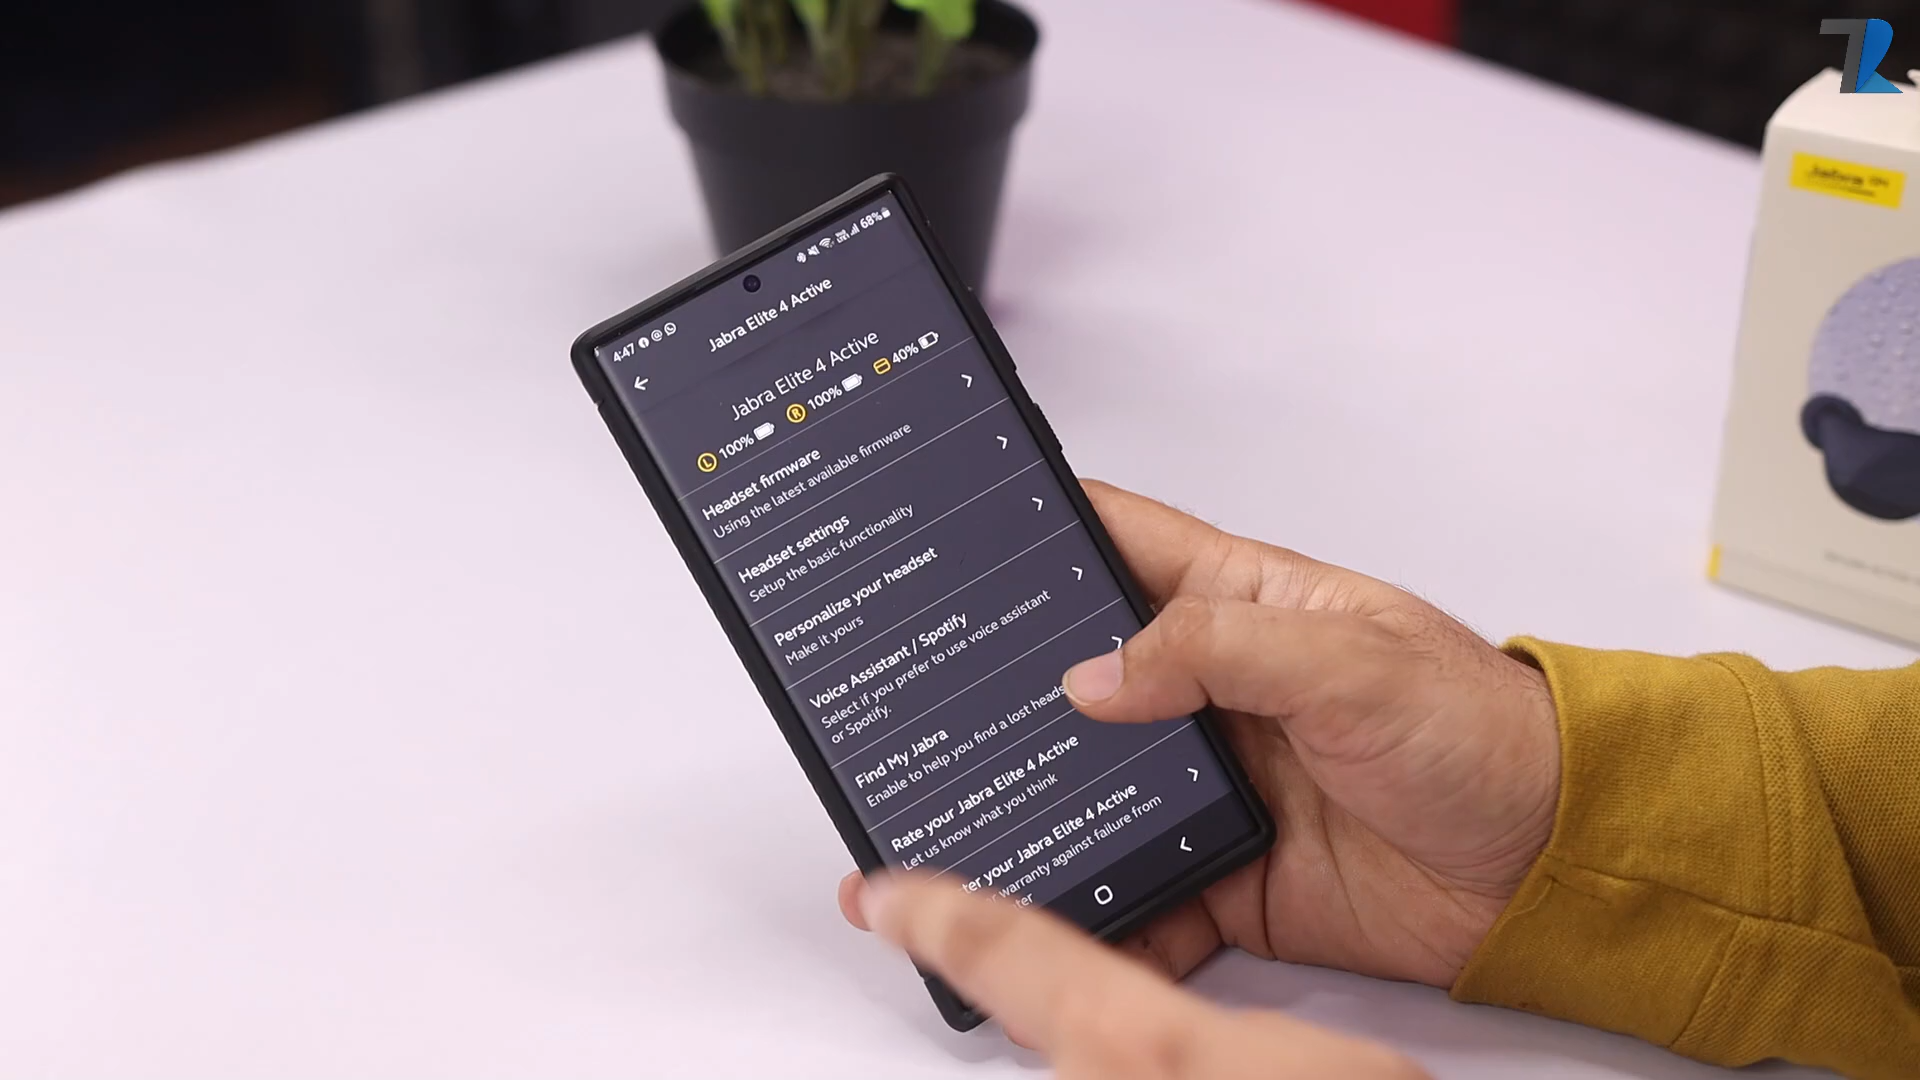 4:47
68%
Jabra Elite 4 Active
Jabra Elite 4 Active
L 100% R 100% 40%
Headset firmware
Using the latest available firmware
Headset settings
Setup the basic functionality
Personalize your headset
Make it yours
Voice Assistant / Spotify
Select if you prefer to use voice assistant
or Spotify.
Find My Jabra
Enable to help you find a lost heads
Rate your Jabra Elite 4 Active
Let us know what you think
ter your Jabra Elite 4 Active
r warranty against failure from
ter
Jabra